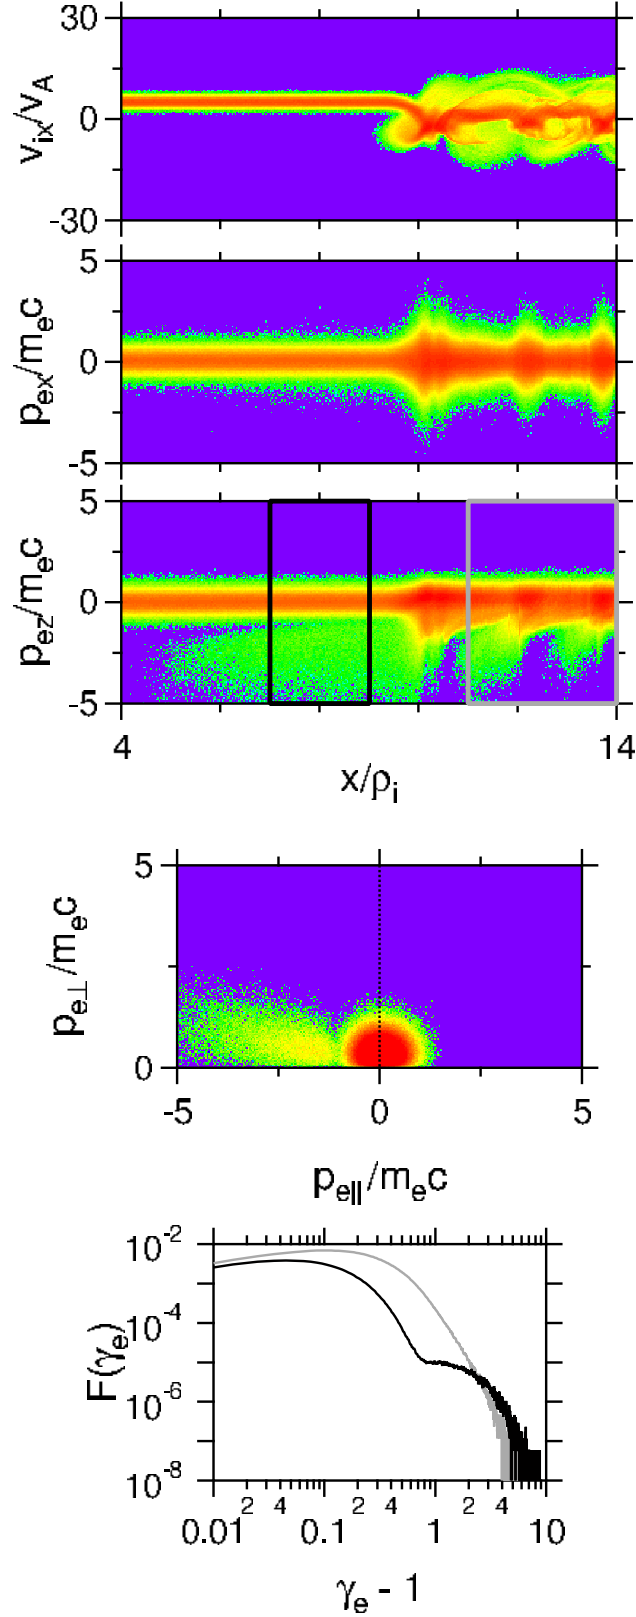 30
v_ix/v_A
0
-30
5
p_ex/m_ec
0
-5
5
p_ez/m_ec
0
-5
4
14
x/ρ_i
5
p_e⊥/m_ec
0
-5
0
5
p_e||/m_ec
10^-2
10^-4
F(γ_e)
10^-6
10^-8
2 4 2 4 2 4
0.01 0.1 1 10
γ_e - 1